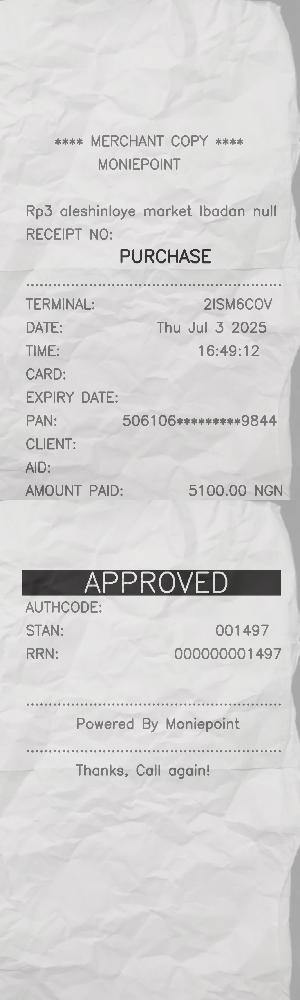 **** MERCHANT COPY ****
MONIEPOINT
Rp3 aleshinloye market Ibadan null
RECEIPT NO:
PURCHASE
TERMINAL: 2ISM6COV
DATE: Thu Jul 3 2025
TIME: 16:49:12
CARD:
EXPIRY DATE:
PAN: 506106*********9844
CLIENT:
AID:
AMOUNT PAID: 5100.00 NGN
APPROVED
AUTHCODE:
STAN: 001497
RRN: 000000001497
Powered By Moniepoint
Thanks, Call again!